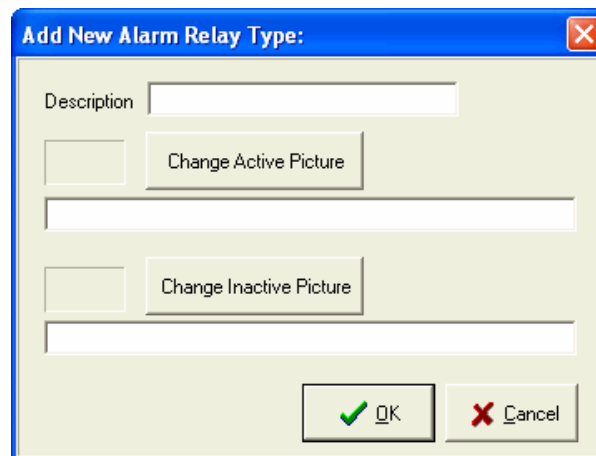 Add New Alarm Relay Type:
Description
Change Active Picture
Change Inactive Picture
OK Cancel